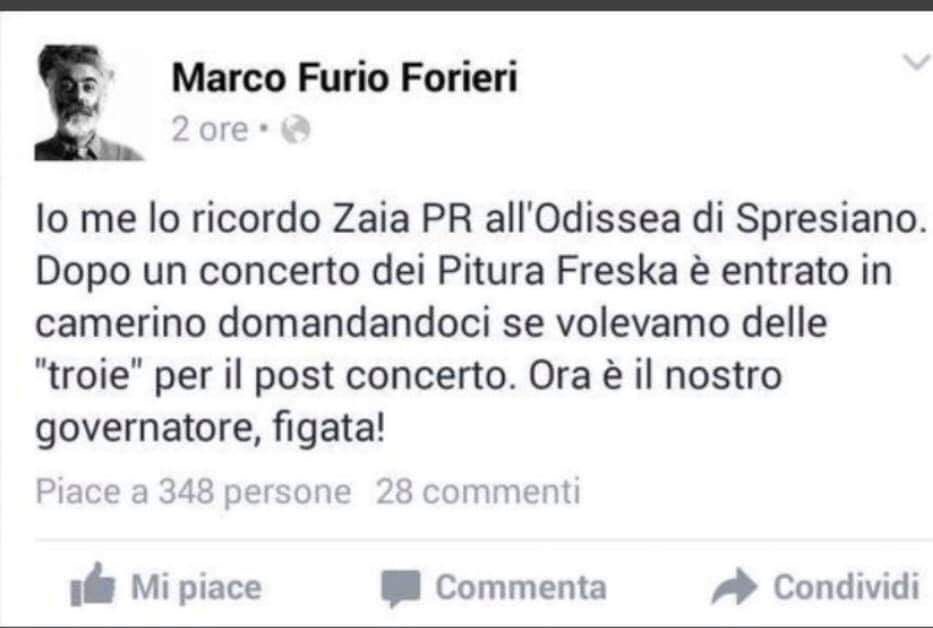 Marco Furio Forieri
2 ore ·
Io me lo ricordo Zaia PR all'Odissea di Spresiano.
Dopo un concerto dei Pitura Freska è entrato in
camerino domandandoci se volevamo delle
"troie" per il post concerto. Ora è il nostro
governatore, figata!
Piace a 348 persone 28 commenti
Mi piace Commenta Condividi